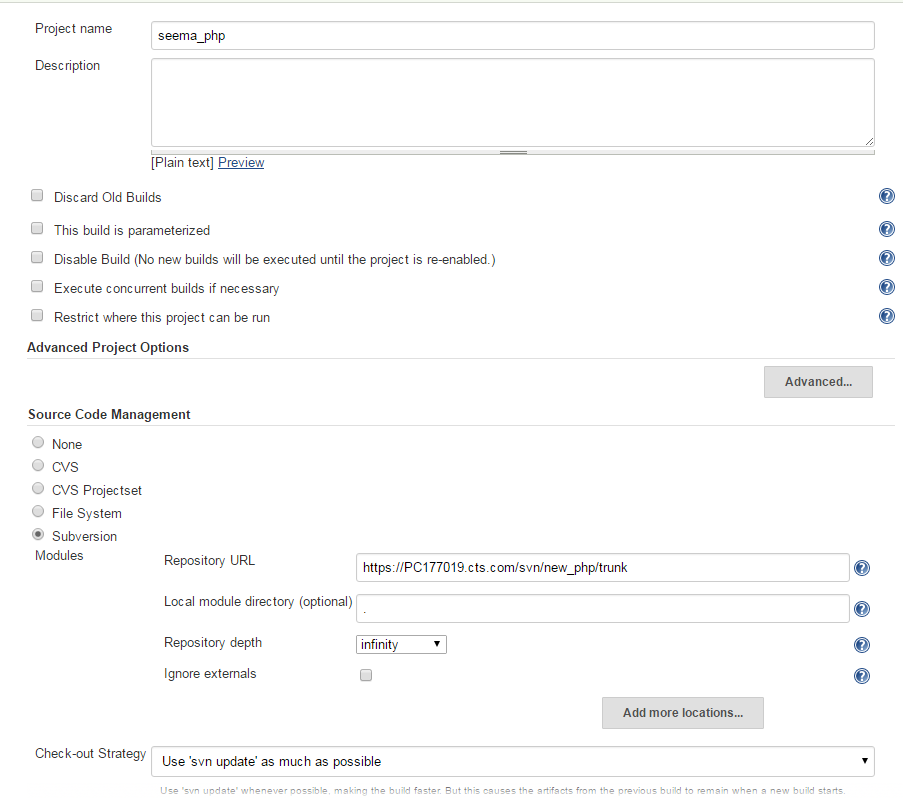 Project name
seema_php
Description
[Plain text] Preview
Discard Old Builds
?
This build is parameterized
?
Disable Build (No new builds will be executed until the project is re-enabled.)
?
Execute concurrent builds if necessary
?
Restrict where this project can be run
?
Advanced Project Options
Advanced...
Source Code Management
None
CVS
CVS Projectset
File System
Subversion
Modules
Repository URL
https://PC177019.cts.com/svn/new_php/trunk
?
Local module directory (optional)
.
?
Repository depth
infinity
?
Ignore externals
?
Add more locations...
Check-out Strategy
Use 'svn update' as much as possible
Use 'svn update' whenever possible, making the build faster. But this causes the artifacts from the previous build to remain when a new build starts.